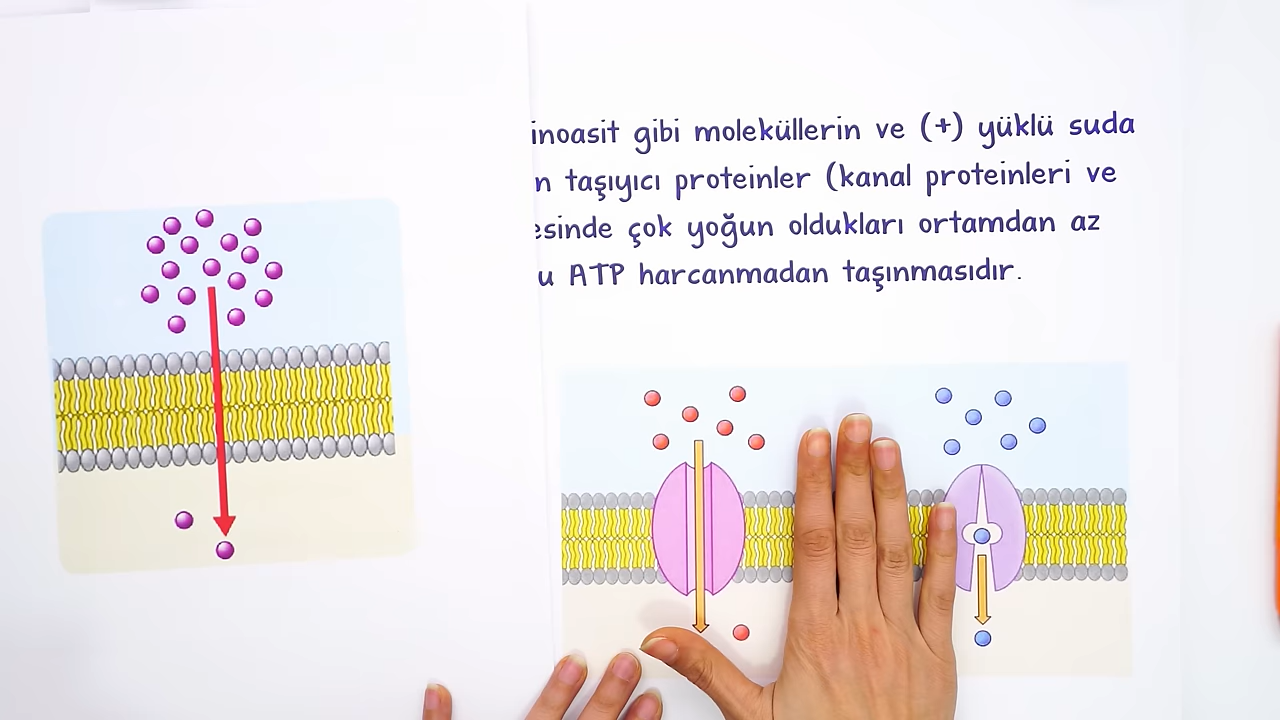 inoasit gibi moleküllerin ve (+) yüklü suda
n taşıyıcı proteinler (kanal proteinleri ve
esinde çok yoğun oldukları ortamdan az
u ATP harcanmadan taşınmasıdır.